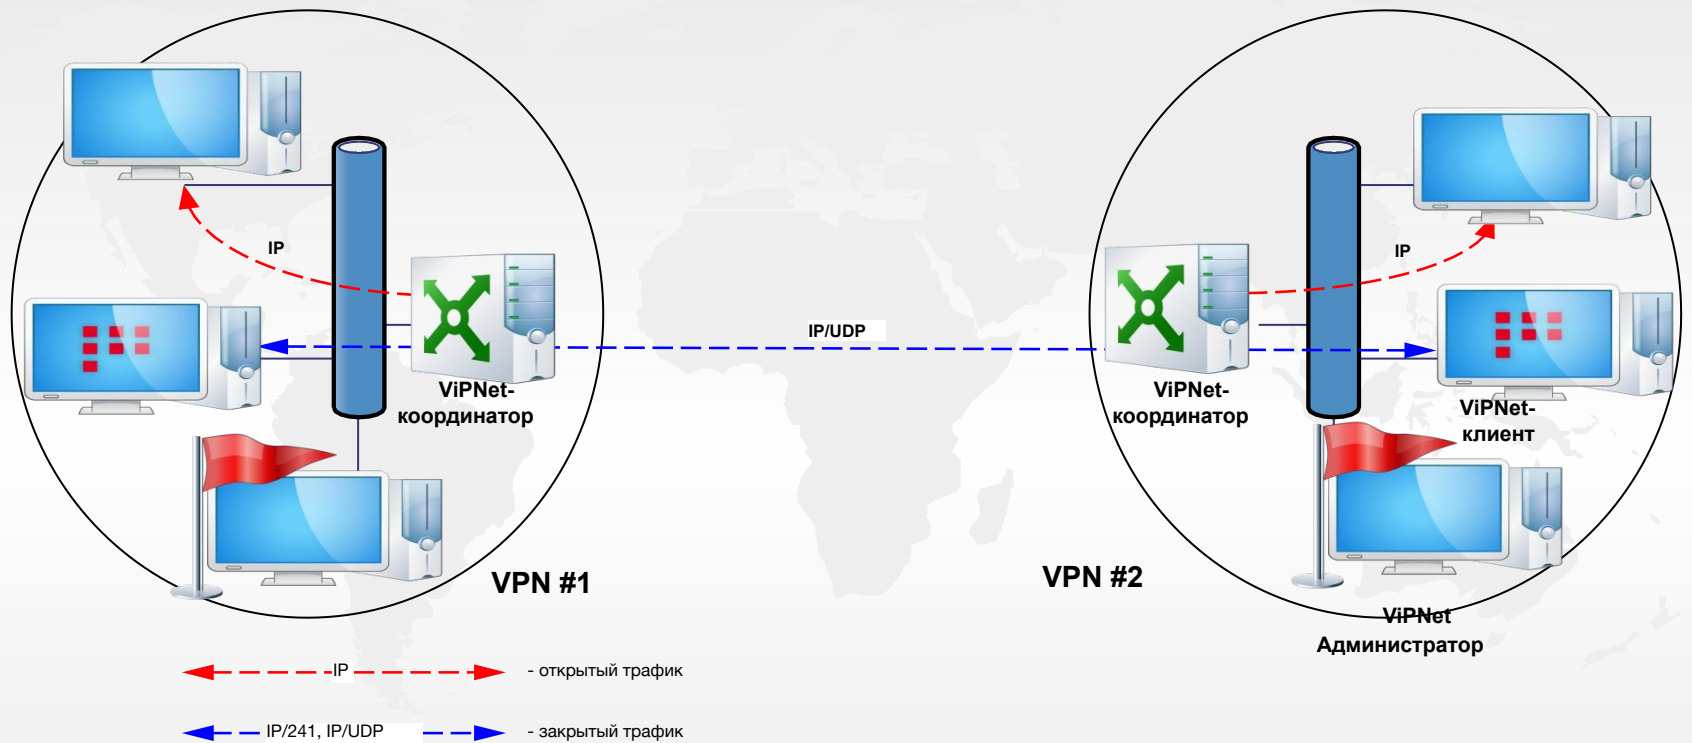 IP
IP
IP/UDP
ViPNet-
координатор
ViPNet-
координатор
ViPNet-
клиент
VPN #1
VPN #2
ViPNet
Администратор
IP
- открытый трафик
IP/241, IP/UDP
- закрытый трафик